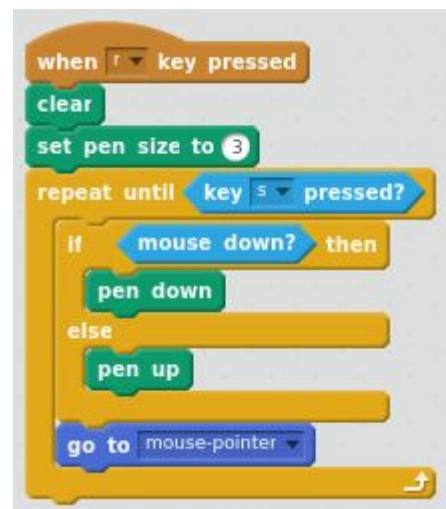 when r key pressed
clear
set pen size to 3
repeat until key s pressed?
if mouse down? then
pen down
else
pen up
go to mouse-pointer